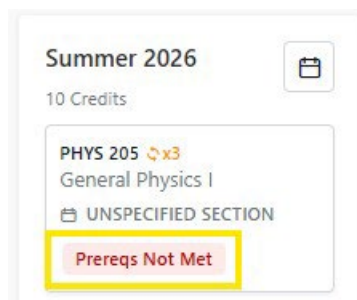 Summer 2026
10 Credits
PHYS 205 x3
General Physics I
UNSPECIFIED SECTION
Prereqs Not Met